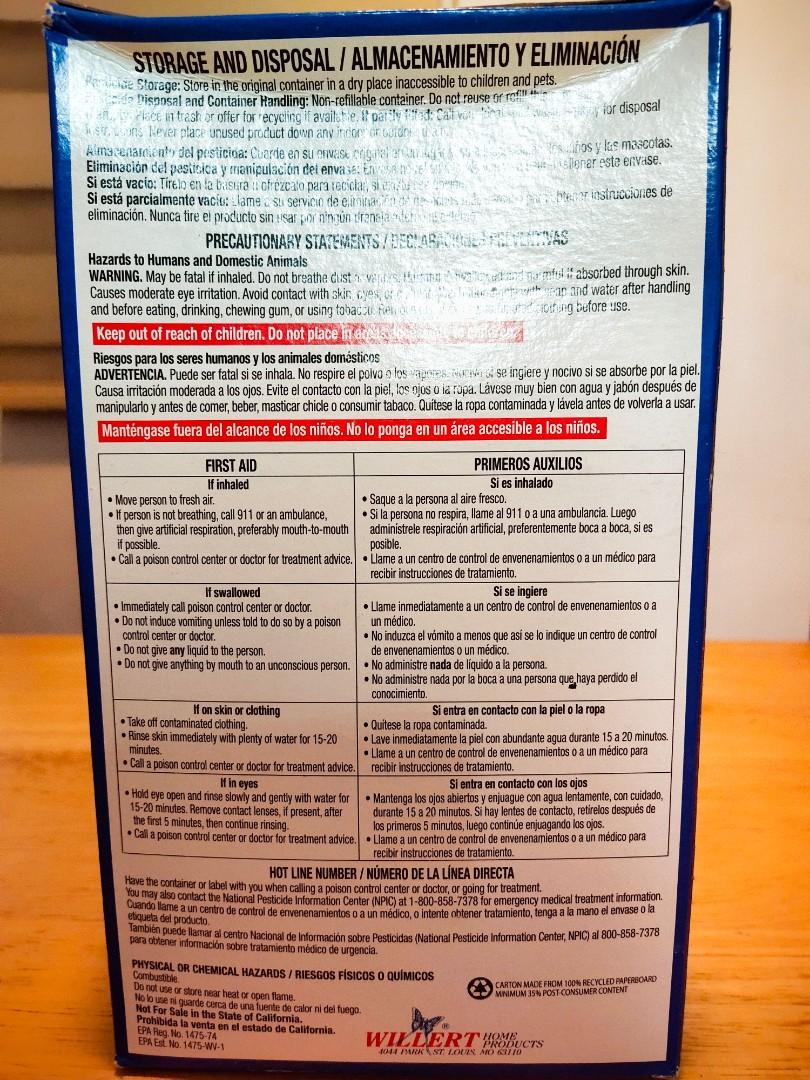 STORAGE AND DISPOSAL / ALMACENAMIENTO Y ELIMINACIÓN
Storage: Store in the original container in a dry place inaccessible to children and pets.
Disposal and Container Handling: Non-refillable container. Do not reuse or refill
Place in trash or offer for recycling if available. If partly filled: Call for disposal
Never place unused product down any indoor or outdoor
Almacenamiento del pesticida: Guarde en su envase original niños y las mascotas.
Eliminación del pesticida y manipulación del envase: rellenar este envase.
Si está vacío: Tírelo en la basura u ofrézcalo para reciclar, si
Si está parcialmente vacío: Llame a su servicio de eliminación de obtener instrucciones de
eliminación. Nunca tire el producto sin usar por ningún
PRECAUTIONARY STATEMENTS / DECLARACIONES PREVENTIVAS
Hazards to Humans and Domestic Animals
WARNING. May be fatal if inhaled. Do not breathe dust or vapors. if absorbed through skin.
Causes moderate eye irritation. Avoid contact with skin, eyes, soap and water after handling
and before eating, drinking, chewing gum, or using tobacco. clothing before use.
Keep out of reach of children. Do not place in areas
Riesgos para los seres humanos y los animales domésticos
ADVERTENCIA. Puede ser fatal si se inhala. No respire el polvo o los vapores. Nocivo si se ingiere y nocivo si se absorbe por la piel.
Causa irritación moderada a los ojos. Evite el contacto con la piel, los ojos o la ropa. Lávese muy bien con agua y jabón después de
manipularlo y antes de comer, beber, masticar chicle o consumir tabaco. Quítese la ropa contaminada y lávela antes de volverla a usar.
Manténgase fuera del alcance de los niños. No lo ponga en un área accesible a los niños.
FIRST AID
If inhaled
• Move person to fresh air.
• If person is not breathing, call 911 or an ambulance,
then give artificial respiration, preferably mouth-to-mouth
if possible.
• Call a poison control center or doctor for treatment advice.
PRIMEROS AUXILIOS
Si es inhalado
• Saque a la persona al aire fresco.
• Si la persona no respira, llame al 911 o a una ambulancia. Luego
adminístrele respiración artificial, preferentemente boca a boca, si es
posible.
• Llame a un centro de control de envenenamientos o a un médico para
recibir instrucciones de tratamiento.
If swallowed
• Immediately call poison control center or doctor.
• Do not induce vomiting unless told to do so by a poison
control center or doctor.
• Do not give any liquid to the person.
• Do not give anything by mouth to an unconscious person.
Si se ingiere
• Llame inmediatamente a un centro de control de envenenamientos o a
un médico.
• No induzca el vómito a menos que así se lo indique un centro de control
de envenenamientos o un médico.
• No administre nada de líquido a la persona.
• No administre nada por la boca a una persona que haya perdido el
conocimiento.
If on skin or clothing
• Take off contaminated clothing.
• Rinse skin immediately with plenty of water for 15-20
minutes.
• Call a poison control center or doctor for treatment advice.
Si entra en contacto con la piel o la ropa
• Quítese la ropa contaminada.
• Lave inmediatamente la piel con abundante agua durante 15 a 20 minutos.
• Llame a un centro de control de envenenamientos o a un médico para
recibir instrucciones de tratamiento.
If in eyes
• Hold eye open and rinse slowly and gently with water for
15-20 minutes. Remove contact lenses, if present, after
the first 5 minutes, then continue rinsing.
• Call a poison control center or doctor for treatment advice.
Si entra en contacto con los ojos
• Mantenga los ojos abiertos y enjuague con agua lentamente, con cuidado,
durante 15 a 20 minutos. Si hay lentes de contacto, retírelos después de
los primeros 5 minutos, luego continúe enjuagando los ojos.
• Llame a un centro de control de envenenamientos o a un médico para
recibir instrucciones de tratamiento.
HOT LINE NUMBER / NÚMERO DE LA LÍNEA DIRECTA
Have the container or label with you when calling a poison control center or doctor, or going for treatment.
You may also contact the National Pesticide Information Center (NPIC) at 1-800-858-7378 for emergency medical treatment information.
Cuando llame a un centro de control de envenenamientos o a un médico, o intente obtener tratamiento, tenga a la mano el envase o la
etiqueta del producto.
También puede llamar al centro Nacional de Información sobre Pesticidas (National Pesticide Information Center, NPIC) al 800-858-7378
para obtener información sobre tratamiento médico de urgencia.
PHYSICAL OR CHEMICAL HAZARDS / RIESGOS FÍSICOS O QUÍMICOS
Combustible.
Do not use or store near heat or open flame.
No lo use ni guarde cerca de una fuente de calor ni del fuego.
Not For Sale in the State of California.
Prohibida la venta en el estado de California.
EPA Reg. No. 1475-74
EPA Est. No. 1475-WV-1
CARTON MADE FROM 100% RECYCLED PAPERBOARD
MINIMUM 35% POST-CONSUMER CONTENT
WILLERT HOME PRODUCTS
4044 PARK ST. LOUIS, MO 63110